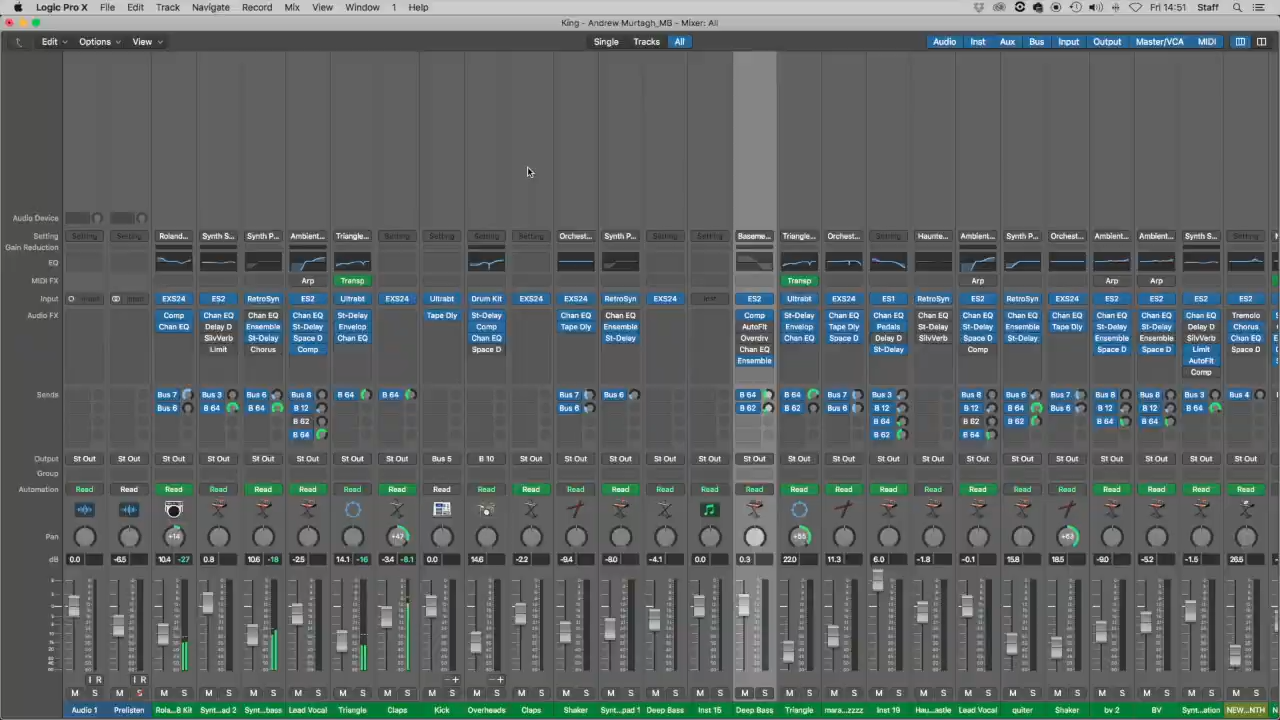 Logic Pro X File Edit Track Navigate Record Mix View Window 1 Help Fri 14:51 Staff
King - Andrew Murtagh_MB - Mixer: All
Edit Options View Single Tracks All Audio Inst Aux Bus Input Output Master/VCA MIDI
Audio Device
Setting Setting Setting Roland... Synth S... Synth P... Ambient... Triangle... Setting Setting Setting Setting Orchest... Synth P... Setting Setting Baseme... Triangle... Orchest... Setting Haunte... Ambient... Synth P... Orchest... Ambient... Ambient... Synth S... Setting
Gain Reduction
EQ
MIDI FX Arp Transp Transp Arp Arp Arp
Input Input Input EXS24 ES2 RetroSyn ES2 Ultrabt EXS24 Ultrabt Drum Kit EXS24 EXS24 RetroSyn EXS24 Inst ES2 Ultrabt EXS24 ES1 RetroSyn ES2 RetroSyn EXS24 ES2 ES2 ES2 ES2
Audio FX Comp Chan EQ Chan EQ Chan EQ St-Delay Tape Dly St-Delay Chan EQ Chan EQ Comp St-Delay Chan EQ Chan EQ Chan EQ Chan EQ Chan EQ Chan EQ Chan EQ Chan EQ Chan EQ Tremolo
Chan EQ Delay D Ensemble St-Delay Envelop Comp Tape Dly Ensemble AutoFlt Envelop Tape Dly Pedals St-Delay St-Delay Ensemble Tape Dly St-Delay St-Delay Delay D Chorus
SilvVerb St-Delay Space D Chan EQ Chan EQ St-Delay Overdrv Chan EQ Space D Delay D SilvVerb Space D St-Delay Space D Ensemble SilvVerb Space D
Limit Chorus Comp Space D Chan EQ St-Delay Comp Space D Space D Limit
Ensemble AutoFlt
Comp
Sends Bus 7 Bus 3 Bus 6 Bus 8 B 64 B 64 Bus 7 Bus 6 B 64 B 64 Bus 7 Bus 3 Bus 8 Bus 6 Bus 7 Bus 8 Bus 8 Bus 3 Bus 4
Bus 6 B 64 B 64 B 12 Bus 6 B 62 B 62 Bus 6 B 12 B 12 B 64 Bus 6 B 12 B 12 B 64
B 62 B 64 B 62 B 62 B 64 B 64
B 64 B 62 B 64
Output St Out St Out St Out St Out St Out St Out St Out St Out Bus 5 B 10 St Out St Out St Out St Out St Out St Out St Out St Out St Out St Out St Out St Out St Out St Out St Out St Out St Out
Group
Automation Read Read Read Read Read Read Read Read Read Read Read Read Read Read Read Read Read Read Read Read Read Read Read Read Read Read Read
Pan +14 +47 +55 +63
dB 0.0 -6.5 10.4 -27 0.8 10.6 -18 -2.5 14.1 -16 -3.4 -8.1 0.0 14.6 -2.2 -9.4 -8.0 -4.1 0.0 0.3 22.0 11.3 6.0 -1.8 -0.1 15.8 18.5 -9.0 -5.2 -1.5 26.5
I R I R - + - +
M S M S M S M S M S M S M S M S M S M S M S M S M S M S M S M S M S M S M S M S M S M S M S M S M S M S M S
Audio 1 Prelisten Rola...8 Kit Synt...ad 2 Synt...bass Lead Vocal Triangle Claps Kick Overheads Claps Shaker Synt...pad 1 Deep Bass Inst 15 Deep Bass Triangle mara...zzzz Inst 19 Hau...astle Lead Vocal quiter Shaker bv 2 BV Synt...ation NEW...NTH